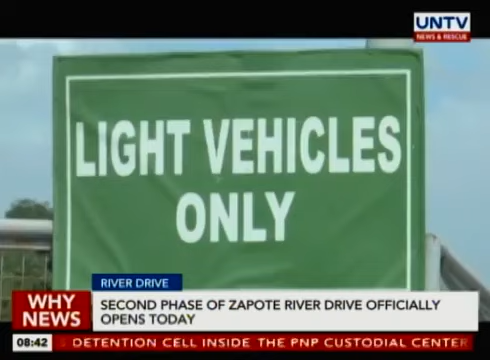 UNTV
NEWS & RESCUE
LIGHT VEHICLES
ONLY
RIVER DRIVE
WHY
NEWS
SECOND PHASE OF ZAPOTE RIVER DRIVE OFFICIALLY
OPENS TODAY
08:42
DETENTION CELL INSIDE THE PNP CUSTODIAL CENTER